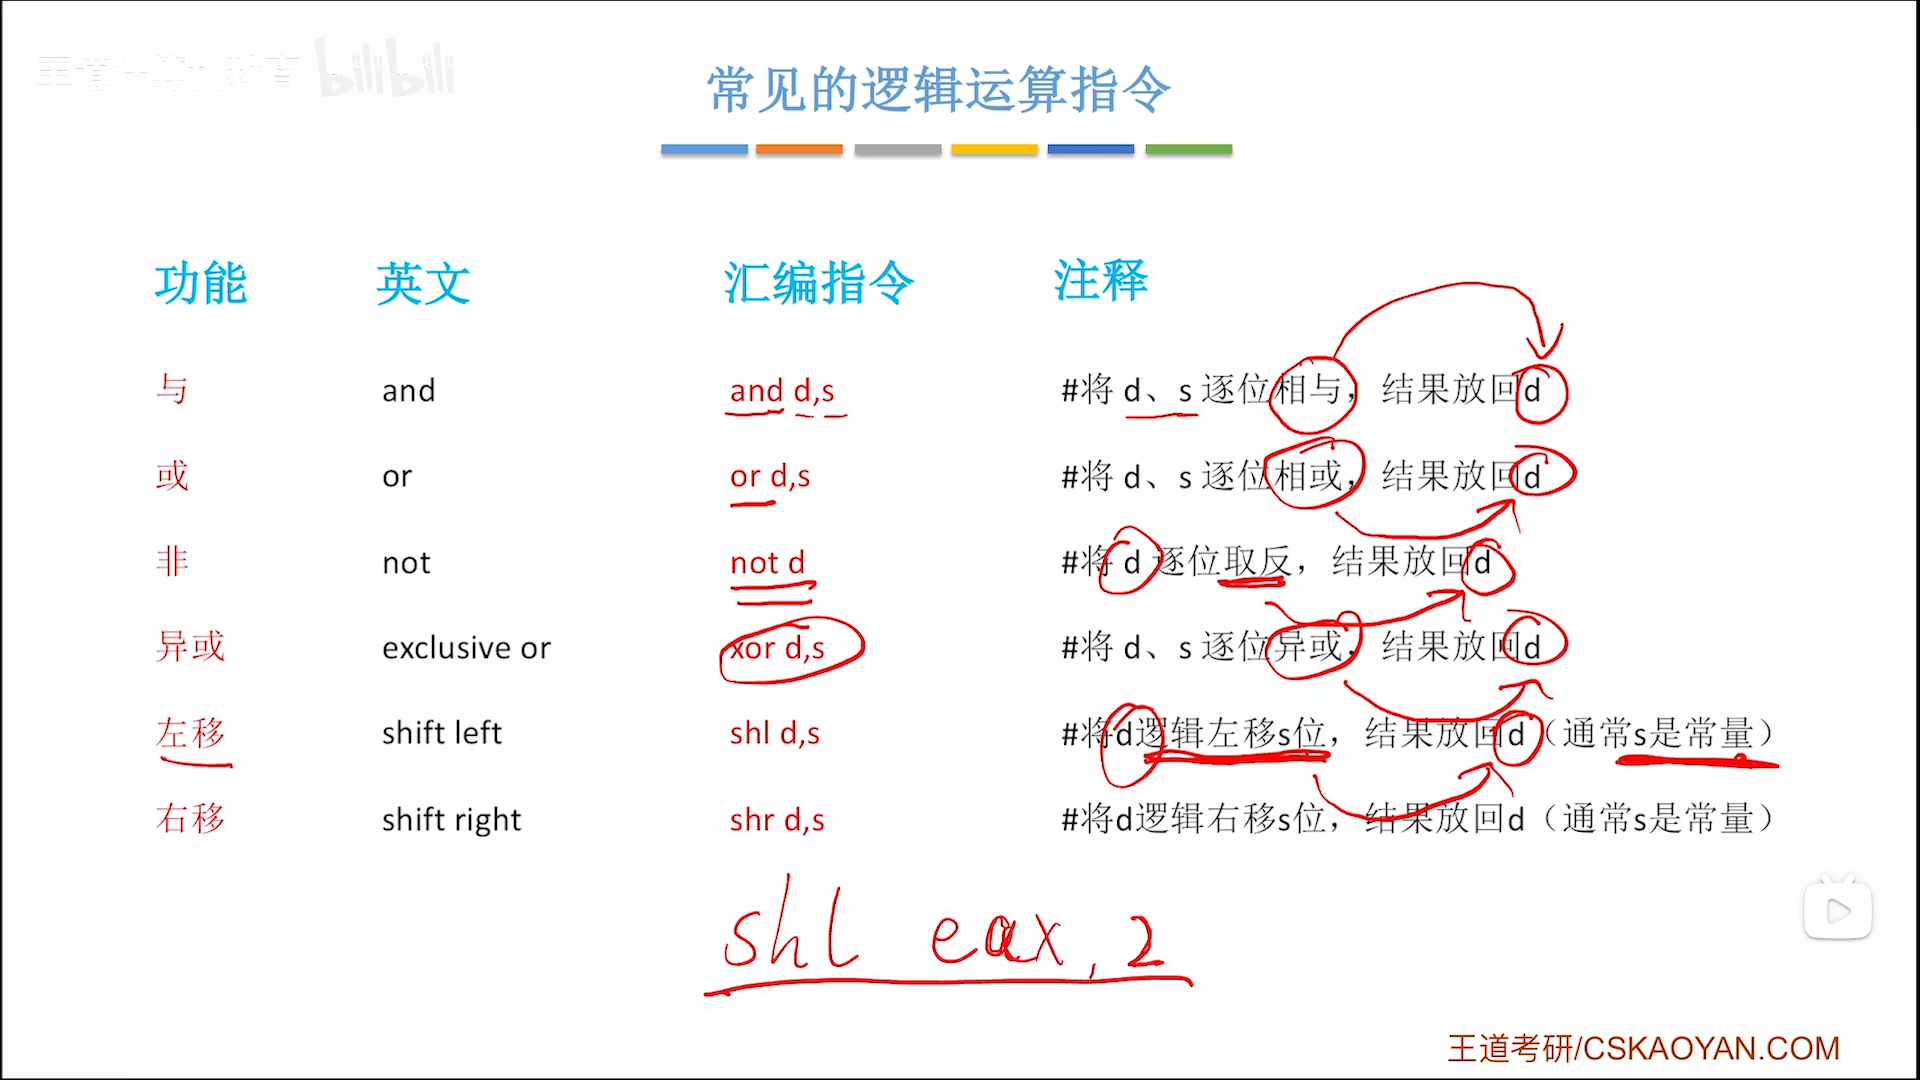 王道计算机教育 bilibili
常见的逻辑运算指令
功能 英文 汇编指令 注释
与 and and d,s #将 d、s 逐位相与，结果放回d
或 or or d,s #将 d、s 逐位相或，结果放回d
非 not not d #将 d 逐位取反，结果放回d
异或 exclusive or xor d,s #将 d、s 逐位异或，结果放回d
左移 shift left shl d,s #将d逻辑左移s位，结果放回d（通常s是常量）
右移 shift right shr d,s #将d逻辑右移s位，结果放回d（通常s是常量）
shl eax, 2
王道考研/CSKAOYAN.COM